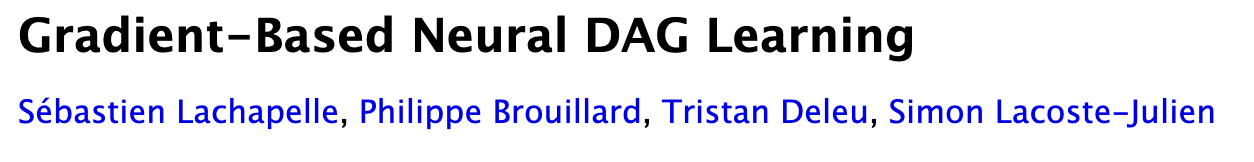 Gradient-Based Neural DAG Learning
Sébastien Lachapelle, Philippe Brouillard, Tristan Deleu, Simon Lacoste-Julien